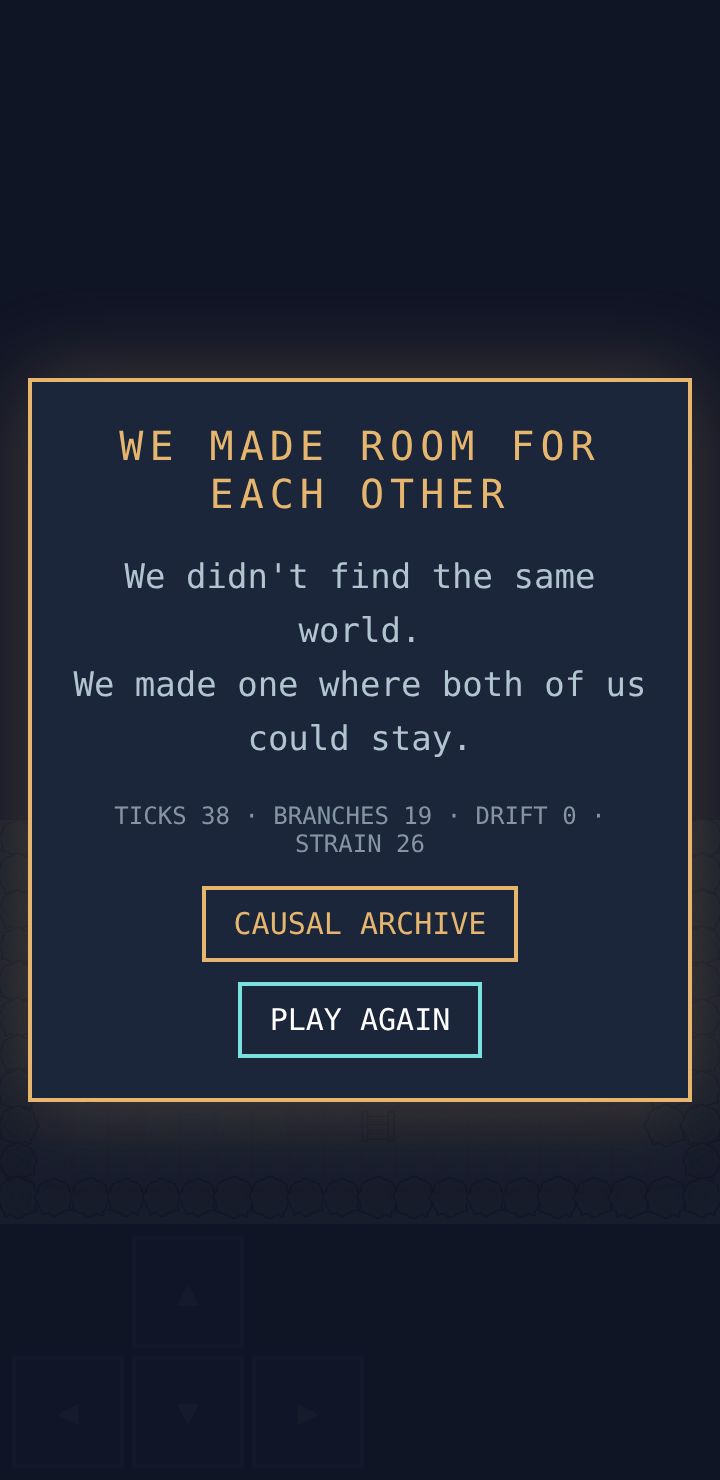 WE MADE ROOM FOR
EACH OTHER
We didn't find the same
world.
We made one where both of us
could stay.
TICKS 38 · BRANCHES 19 · DRIFT 0 ·
STRAIN 26
CAUSAL ARCHIVE
PLAY AGAIN